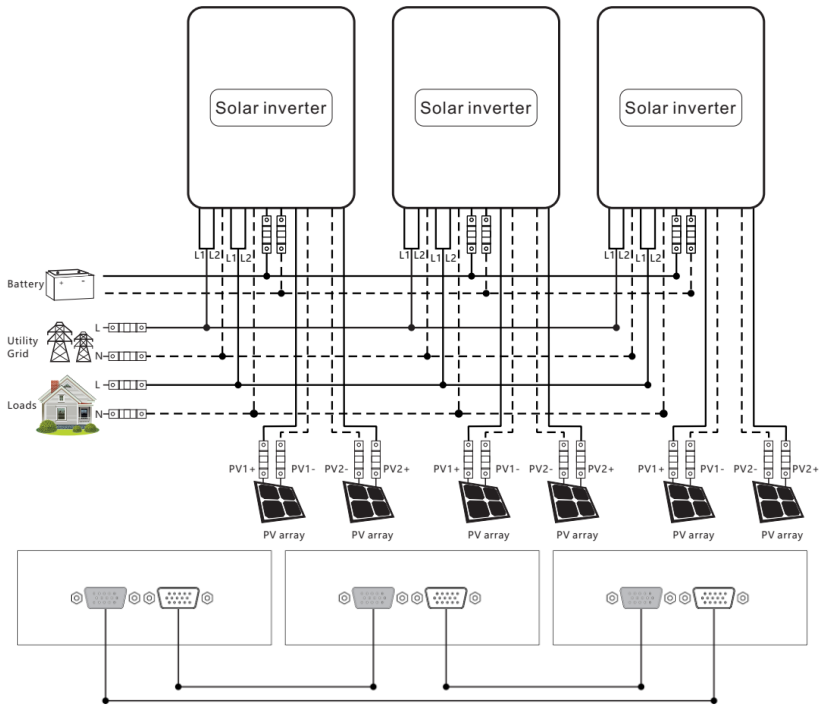 Solar inverter Solar inverter Solar inverter
L1 L2 L1 L2 L1 L2 L1 L2 L1 L2 L1 L2
Battery
+ -
L
Utility
Grid
N
L
Loads
N
PV1+ PV1- PV2- PV2+ PV1+ PV1- PV2- PV2+ PV1+ PV1- PV2- PV2+
PV array PV array PV array PV array PV array PV array